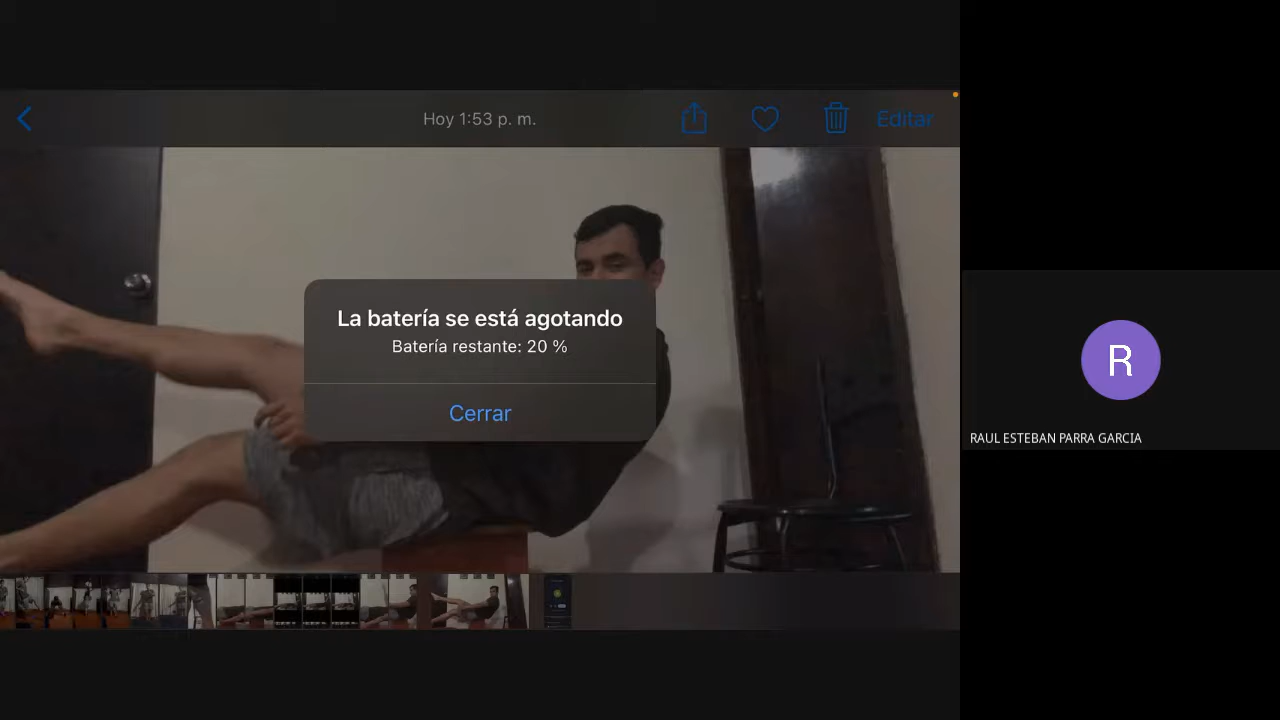 Hoy 1:53 p. m.
Editar
La batería se está agotando
Batería restante: 20 %
Cerrar
R
RAUL ESTEBAN PARRA GARCIA